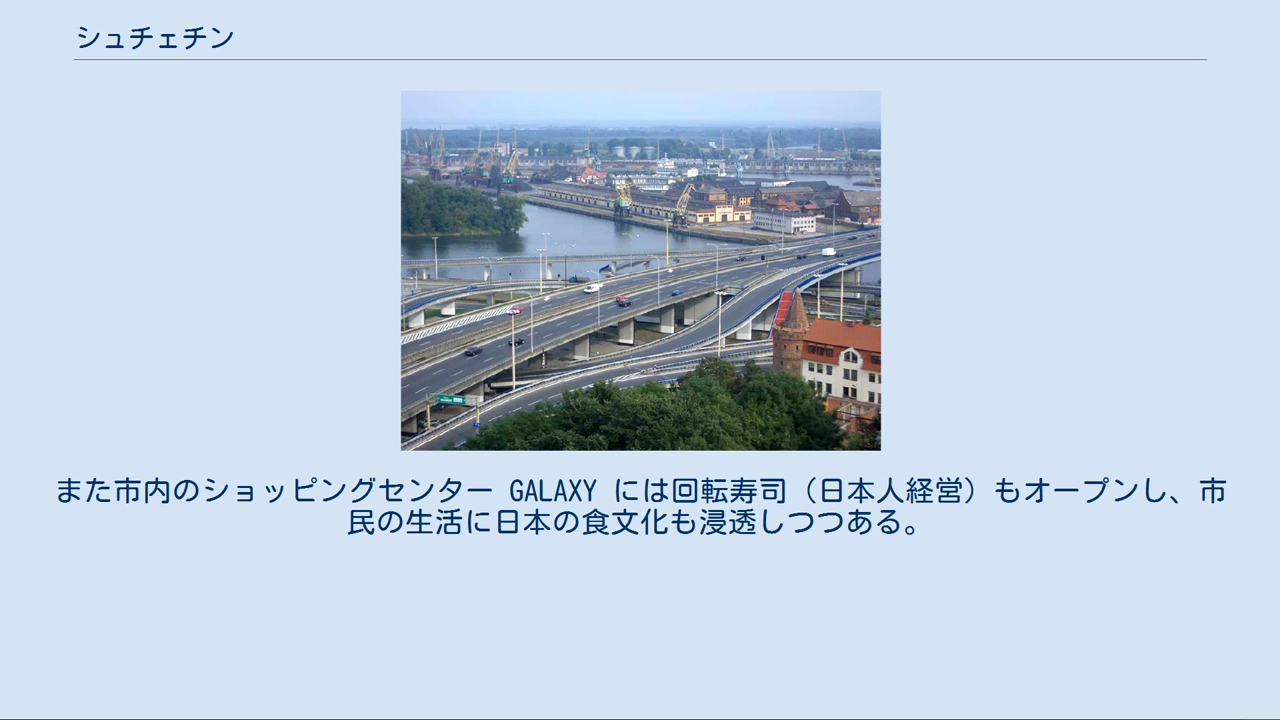 シュチェチン
また市内のショッピングセンター GALAXY には回転寿司（日本人経営）もオープンし、市
民の生活に日本の食文化も浸透しつつある。